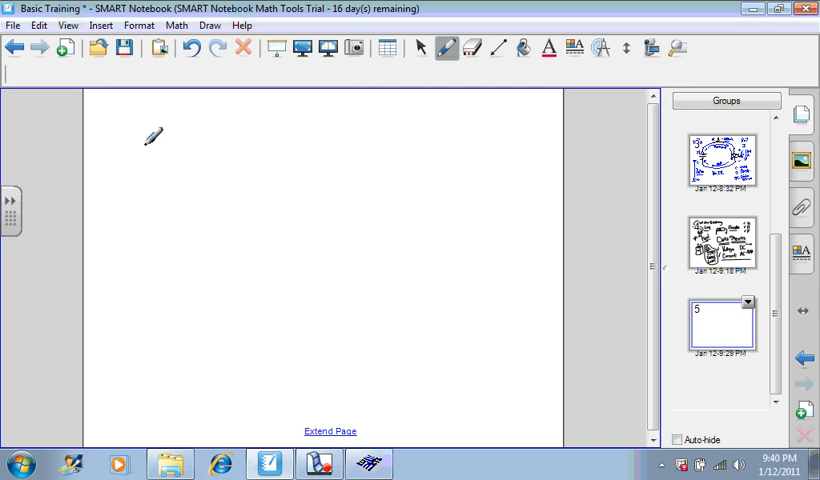 Basic Training * - SMART Notebook (SMART Notebook Math Tools Trial - 16 day(s) remaining)
File Edit View Insert Format Math Draw Help
Groups
Jan 12-8:32 PM
Jan 12-9:18 PM
5
Jan 12-9:29 PM
Extend Page
Auto-hide
9:40 PM
1/12/2011